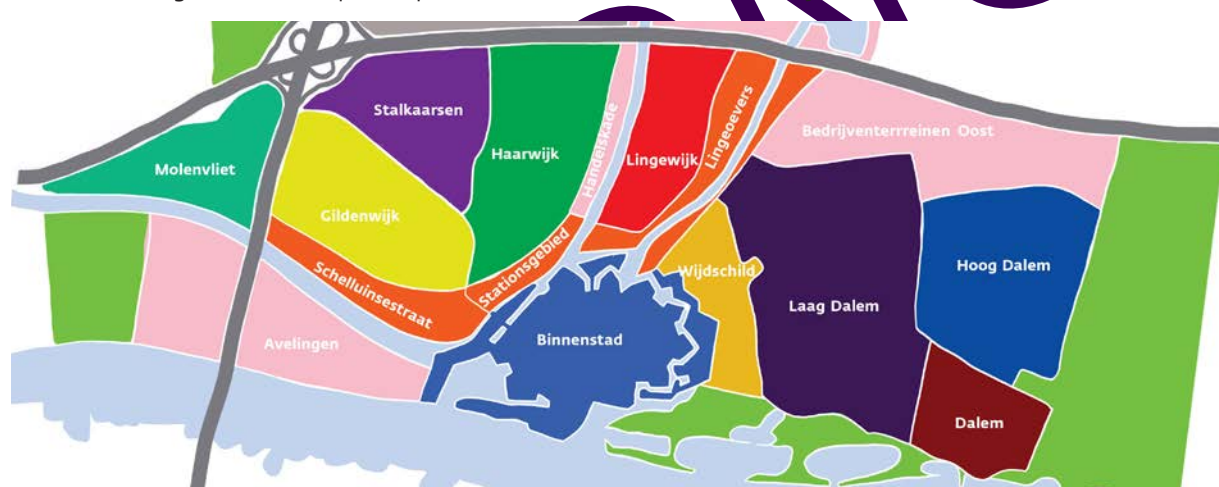 Stalkaarsen
Haarwijk
Handelskade
Lingewijk
Lingeoevers
Bedrijventerrreinen Oost
Molenvliet
Gildenwijk
Schelluinsestraat
Stationsgebied
Wijdschild
Hoog Dalem
Laag Dalem
Avelingen
Binnenstad
Dalem